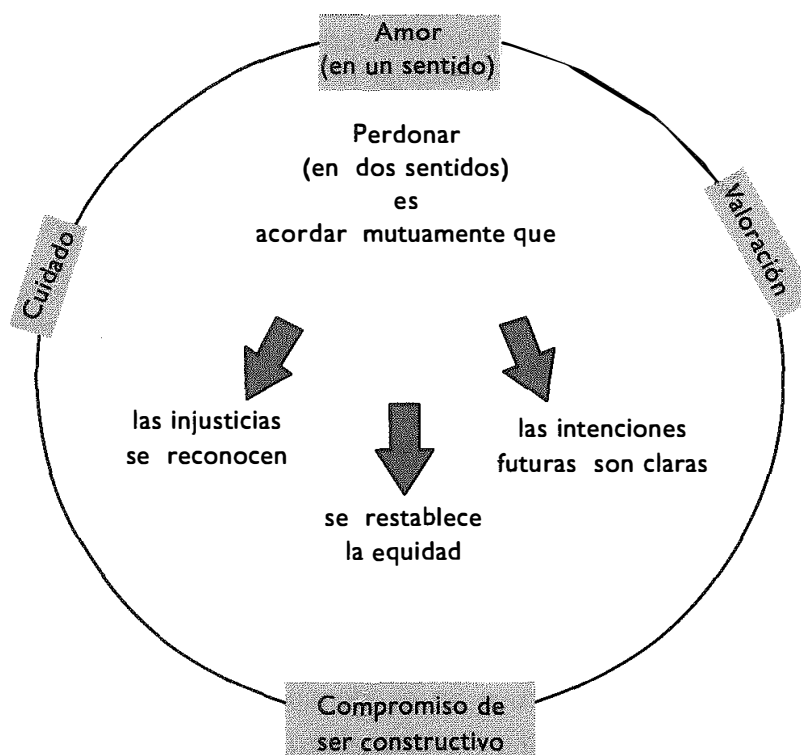 Amor
(en un sentido)
Perdonar
(en dos sentidos)
es
acordar mutuamente que
Cuidado
Valoración
las injusticias
se reconocen
las intenciones
futuras son claras
se restablece
la equidad
Compromiso de
ser constructivo